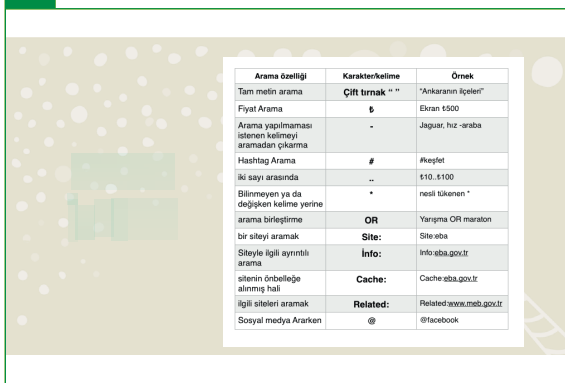 Arama özelliği Karakter/kelime Örnek
Tam metin arama Çift tırnak “ ” “Ankaranın ilçeleri”
Fiyat Arama ₺ Ekran ₺500
Arama yapılmaması
istenen kelimeyi
aramadan çıkarma - Jaguar, hız -araba
Hashtag Arama # #keşfet
iki sayı arasında .. ₺10..₺100
Bilinmeyen ya da
değişken kelime yerine * nesli tükenen *
arama birleştirme OR Yarışma OR maraton
bir siteyi aramak Site: Site:eba
Siteyle ilgili ayrıntılı
arama İnfo: Info:eba.gov.tr
sitenin önbelleğe
alınmış hali Cache: Cache:eba.gov.tr
ilgili siteleri aramak Related: Related:www.meb.gov.tr
Sosyal medya Ararken @ @facebook